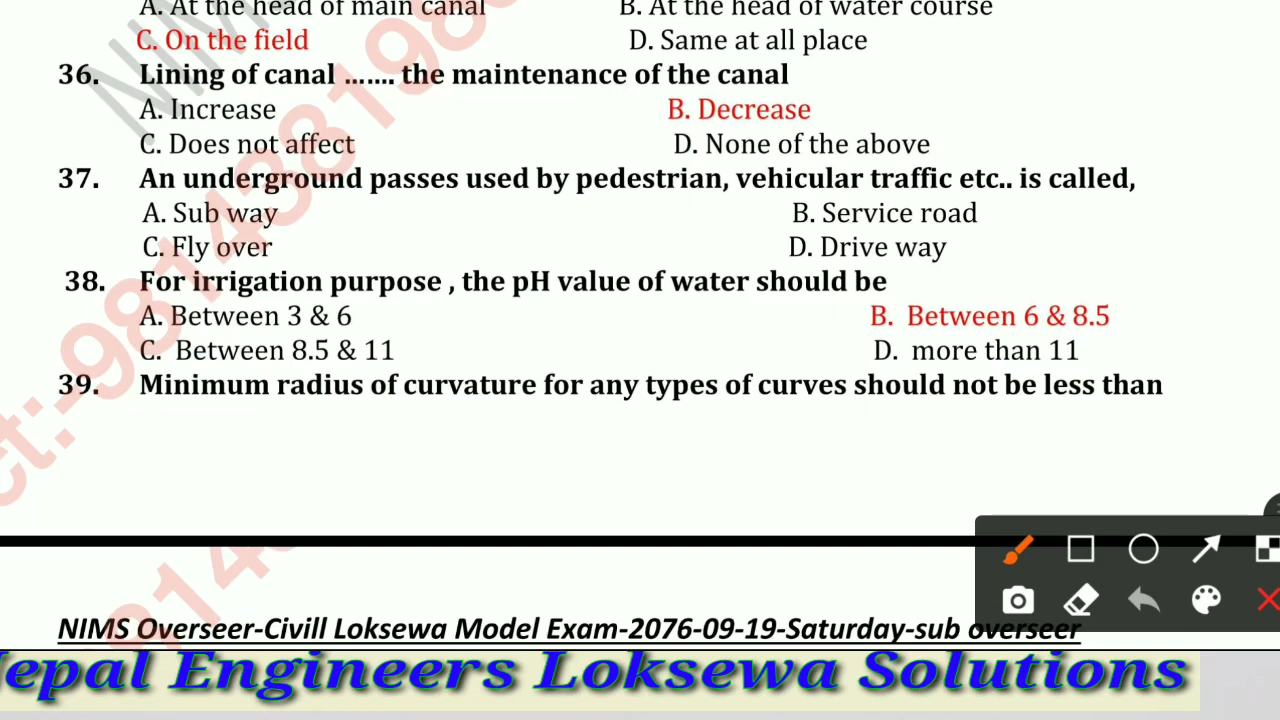 A. At the head of main canal B. At the head of water course
C. On the field D. Same at all place
36. Lining of canal ....... the maintenance of the canal
A. Increase B. Decrease
C. Does not affect D. None of the above
37. An underground passes used by pedestrian, vehicular traffic etc.. is called,
A. Sub way B. Service road
C. Fly over D. Drive way
38. For irrigation purpose , the pH value of water should be
A. Between 3 & 6 B. Between 6 & 8.5
C. Between 8.5 & 11 D. more than 11
39. Minimum radius of curvature for any types of curves should not be less than
NIMS Overseer-Civill Loksewa Model Exam-2076-09-19-Saturday-sub overseer
epal Engineers Loksewa Solutions